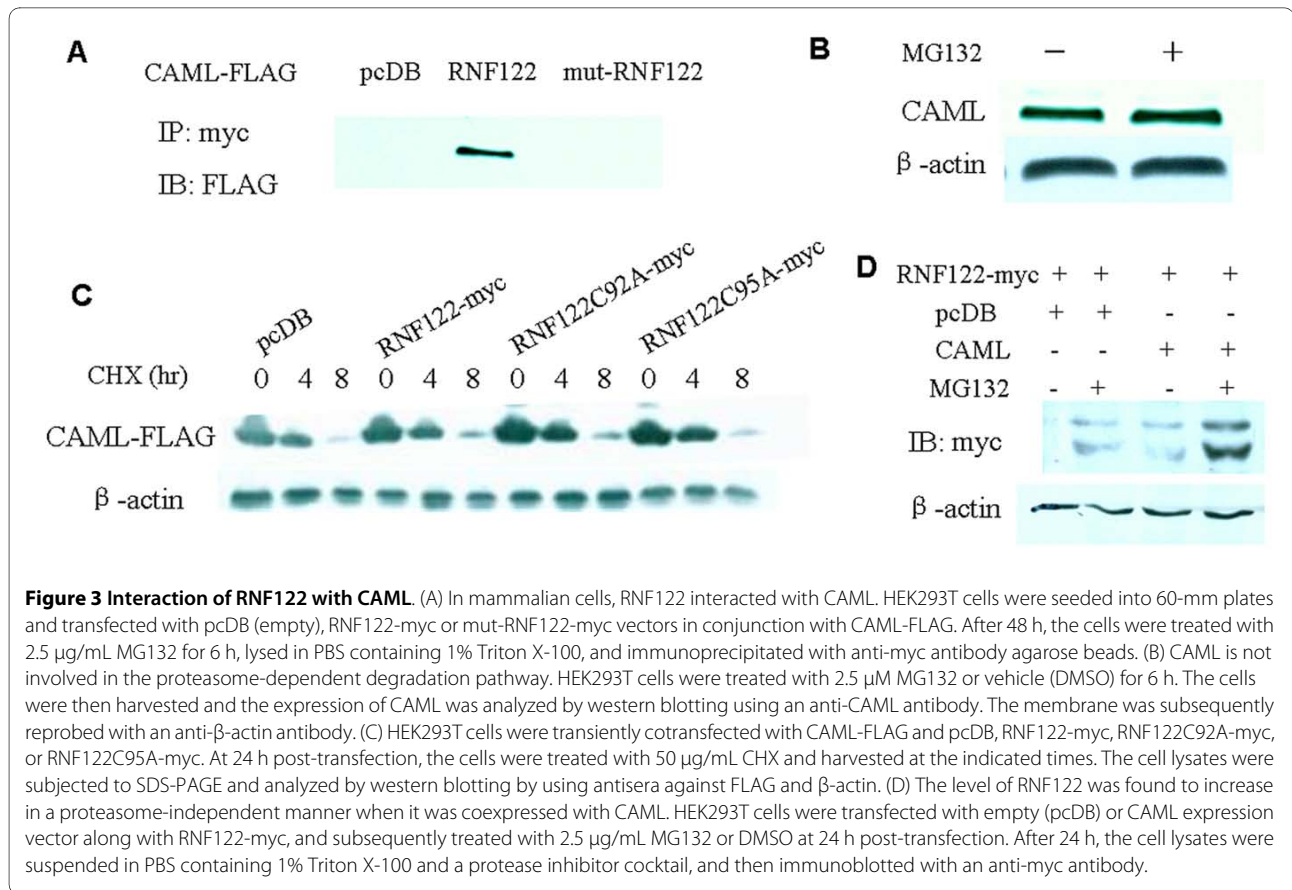 A
CAML-FLAG pcDB RNF122 mut-RNF122
IP: myc
IB: FLAG
B
MG132 − +
CAML
β -actin
C
pcDB RNF122-myc RNF122C92A-myc RNF122C95A-myc
CHX (hr) 0 4 8 0 4 8 0 4 8 0 4 8
CAML-FLAG
β -actin
D
RNF122-myc + + + +
pcDB + + - -
CAML - - + +
MG132 - + - +
IB: myc
β -actin
Figure 3 Interaction of RNF122 with CAML. (A) In mammalian cells, RNF122 interacted with CAML. HEK293T cells were seeded into 60-mm plates
and transfected with pcDB (empty), RNF122-myc or mut-RNF122-myc vectors in conjunction with CAML-FLAG. After 48 h, the cells were treated with
2.5 μg/mL MG132 for 6 h, lysed in PBS containing 1% Triton X-100, and immunoprecipitated with anti-myc antibody agarose beads. (B) CAML is not
involved in the proteasome-dependent degradation pathway. HEK293T cells were treated with 2.5 μM MG132 or vehicle (DMSO) for 6 h. The cells
were then harvested and the expression of CAML was analyzed by western blotting using an anti-CAML antibody. The membrane was subsequently
reprobed with an anti-β-actin antibody. (C) HEK293T cells were transiently cotransfected with CAML-FLAG and pcDB, RNF122-myc, RNF122C92A-myc,
or RNF122C95A-myc. At 24 h post-transfection, the cells were treated with 50 μg/mL CHX and harvested at the indicated times. The cell lysates were
subjected to SDS-PAGE and analyzed by western blotting by using antisera against FLAG and β-actin. (D) The level of RNF122 was found to increase
in a proteasome-independent manner when it was coexpressed with CAML. HEK293T cells were transfected with empty (pcDB) or CAML expression
vector along with RNF122-myc, and subsequently treated with 2.5 μg/mL MG132 or DMSO at 24 h post-transfection. After 24 h, the cell lysates were
suspended in PBS containing 1% Triton X-100 and a protease inhibitor cocktail, and then immunoblotted with an anti-myc antibody.